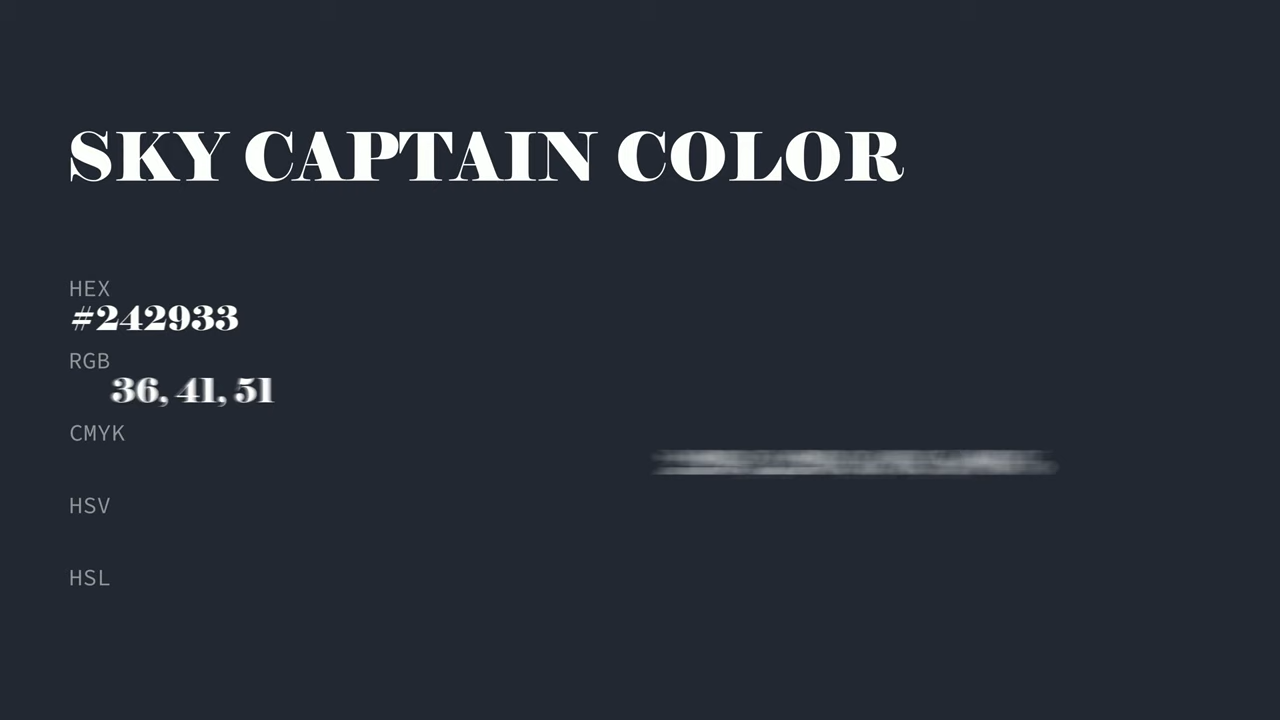 SKY CAPTAIN COLOR
HEX
#242933
RGB
36, 41, 51
CMYK
HSV
HSL